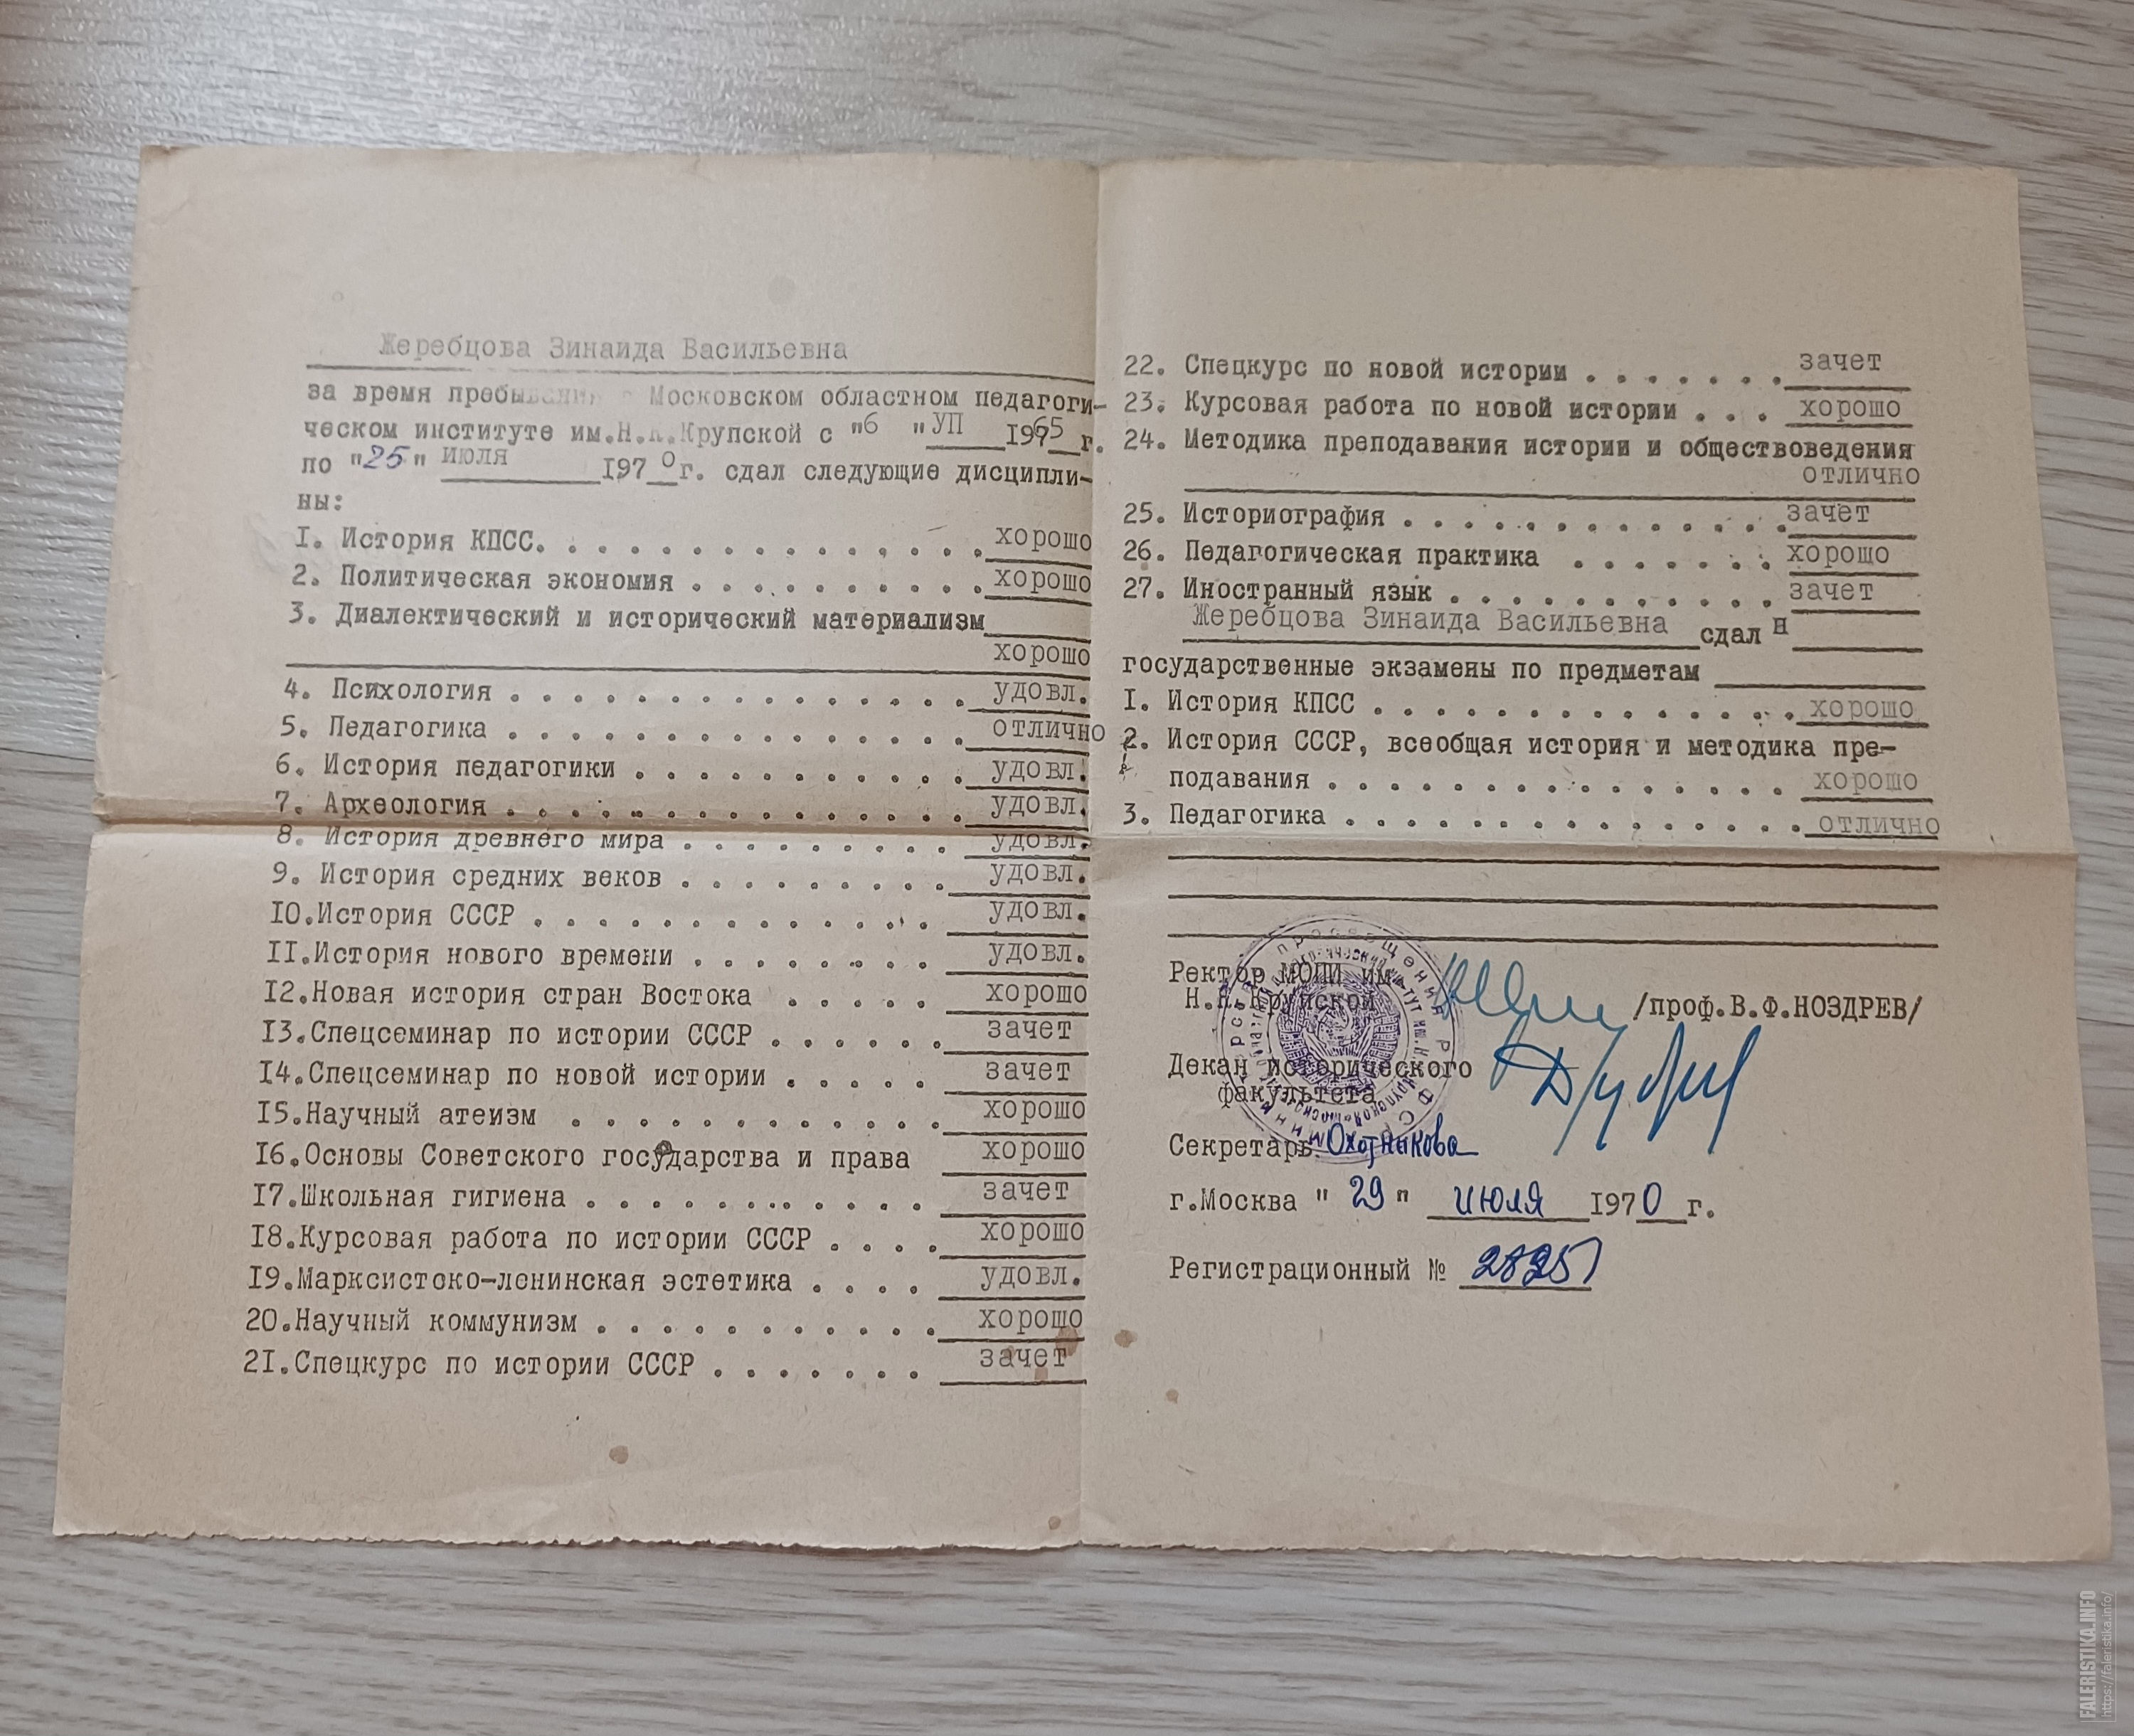 Жеребцова Зинаида Васильевна
за время пребывания в Московском областном педагоги-
ческом институте им.Н.К.Крупской с "6 "УП 1965 г.
по "25" июля 1970г. сдал следующие дисципли-
ны:
I. История КПСС. . . . . . . . . . . . . . . хорошо
2. Политическая экономия . . . . . . . . . . хорошо
3. Диалектический и исторический материализм
хорошо
4. Психология . . . . . . . . . . . . . . . удовл.
5. Педагогика . . . . . . . . . . . . . . . отлично
6. История педагогики . . . . . . . . . . . удовл.
7. Археология . . . . . . . . . . . . . . . удовл.
8. История древнего мира . . . . . . . . . удовл.
9. История средних веков . . . . . . . . . удовл.
IO.История СССР . . . . . . . . . . . . . удовл.
II.История нового времени . . . . . . . . удовл.
I2.Новая история стран Востока . . . . . хорошо
I3.Спецсеминар по истории СССР . . . . . . зачет
I4.Спецсеминар по новой истории . . . . . зачет
I5.Научный атеизм . . . . . . . . . . . . хорошо
I6.Основы Советского государства и права хорошо
I7.Школьная гигиена . . . . . . . . . . . зачет
I8.Курсовая работа по истории СССР . . . . хорошо
I9.Марксистско-ленинская эстетика . . . . удовл.
20.Научный коммунизм . . . . . . . . . . . хорошо
2I.Спецкурс по истории СССР . . . . . . . зачет
22. Спецкурс по новой истории . . . . . . . зачет
23. Курсовая работа по новой истории . . . хорошо
24. Методика преподавания истории и обществоведения
отлично
25. Историография . . . . . . . . . . . . . зачет
26. Педагогическая практика . . . . . . . хорошо
27. Иностранный язык . . . . . . . . . . . . зачет
Жеребцова Зинаида Васильевна сдал а
государственные экзамены по предметам
I. История КПСС . . . . . . . . . . . . . . хорошо
2. История СССР, всеобщая история и методика пре-
подавания . . . . . . . . . . . . . . . хорошо
3. Педагогика . . . . . . . . . . . . . . . отлично
Ректор МОПИ им.
Н.К.Крупской /проф.В.Ф.НОЗДРЕВ/
Декан исторического
факультета
Секретарь Охотникова
г.Москва "29" июля 1970 г.
Регистрационный №
FALERISTIKA.INFO
https://faleristika.info/